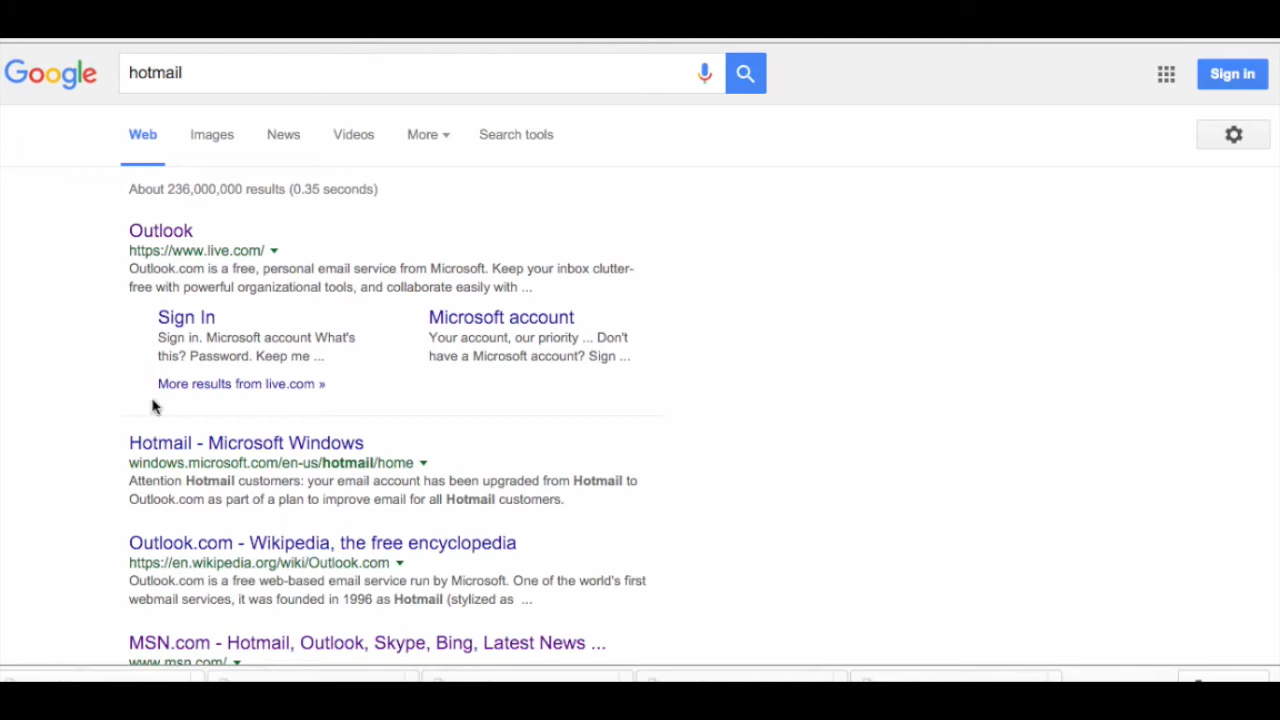 Google
hotmail
Sign in
Web Images News Videos More Search tools
About 236,000,000 results (0.35 seconds)
Outlook
https://www.live.com/
Outlook.com is a free, personal email service from Microsoft. Keep your inbox clutter-
free with powerful organizational tools, and collaborate easily with ...
Sign In
Sign in. Microsoft account What's
this? Password. Keep me ...
Microsoft account
Your account, our priority ... Don't
have a Microsoft account? Sign ...
More results from live.com »
Hotmail - Microsoft Windows
windows.microsoft.com/en-us/hotmail/home
Attention Hotmail customers: your email account has been upgraded from Hotmail to
Outlook.com as part of a plan to improve email for all Hotmail customers.
Outlook.com - Wikipedia, the free encyclopedia
https://en.wikipedia.org/wiki/Outlook.com
Outlook.com is a free web-based email service run by Microsoft. One of the world's first
webmail services, it was founded in 1996 as Hotmail (stylized as ...
MSN.com - Hotmail, Outlook, Skype, Bing, Latest News ...
www.msn.com/